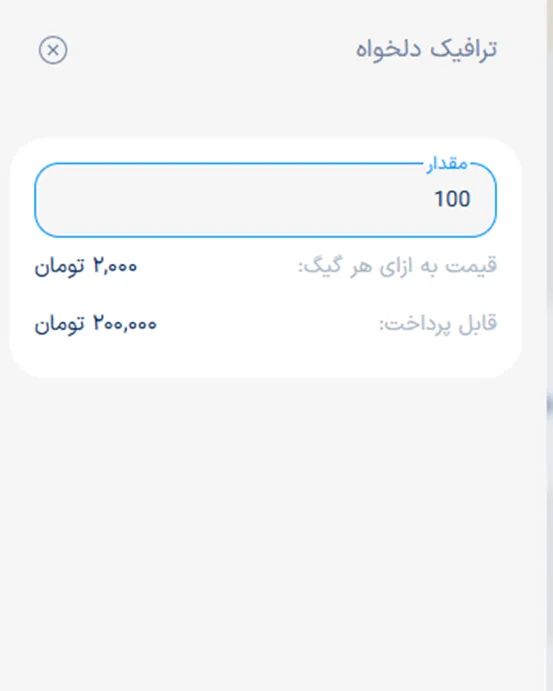 ترافیک دلخواه
مقدار
100
قیمت به ازای هر گیگ: ۲,۰۰۰ تومان
قابل پرداخت: ۲۰۰,۰۰۰ تومان